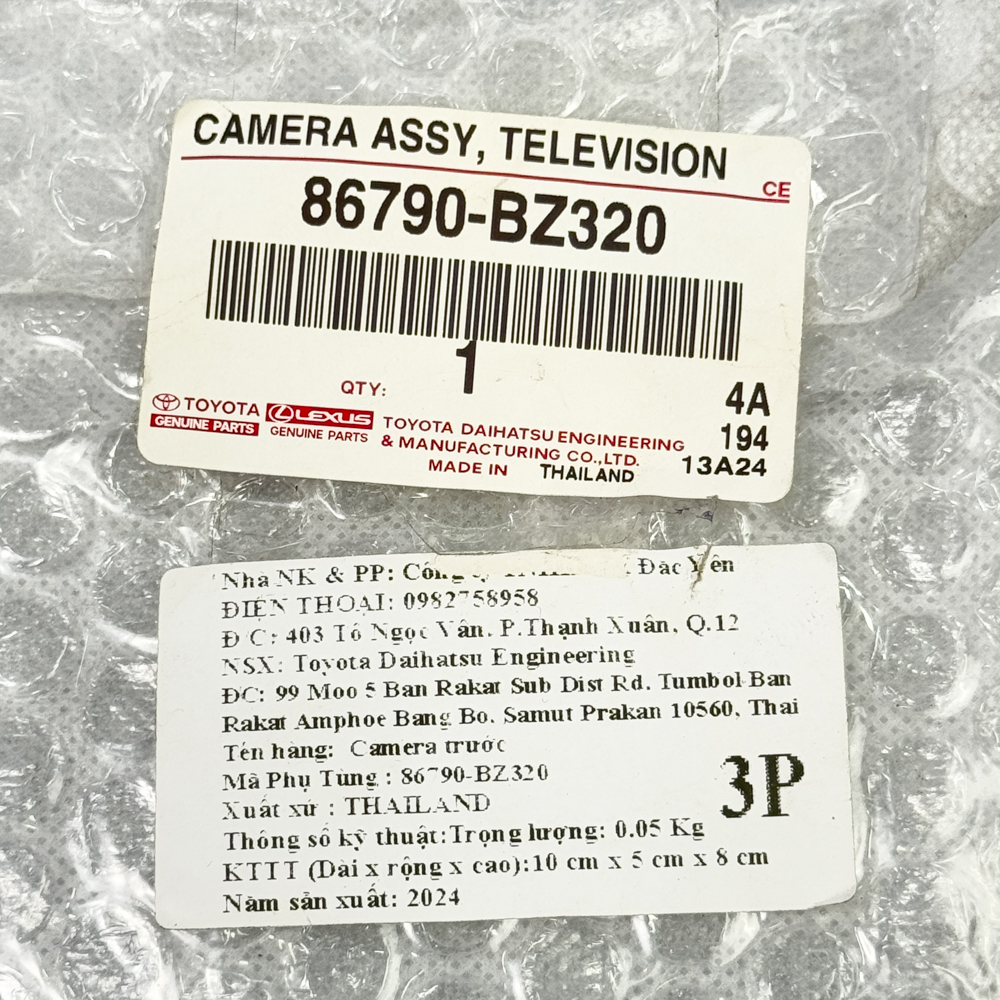 CAMERA ASSY, TELEVISION
CE
86790-BZ320
QTY: 1
4A
194
13A24
TOYOTA
GENUINE PARTS
LEXUS
GENUINE PARTS
TOYOTA DAIHATSU ENGINEERING
& MANUFACTURING CO.,LTD.
MADE IN THAILAND
Nhà NK & PP: Đắc Yên
ĐIỆN THOẠI: 0982758958
Đ/C: 403 Tô Ngọc Vân, P.Thạnh Xuân, Q.12
NSX: Toyota Daihatsu Engineering
ĐC: 99 Moo 5 Ban Rakat Sub Dist Rd. Tumbol Ban
Rakat Amphoe Bang Bo, Samut Prakan 10560, Thai
Tên hàng: Camera trước
Mã Phụ Tùng : 86790-BZ320
Xuất xứ : THAILAND
Thông số kỹ thuật:Trọng lượng: 0.05 Kg
KTTT (Dài x rộng x cao):10 cm x 5 cm x 8 cm
Năm sản xuất: 2024
3P